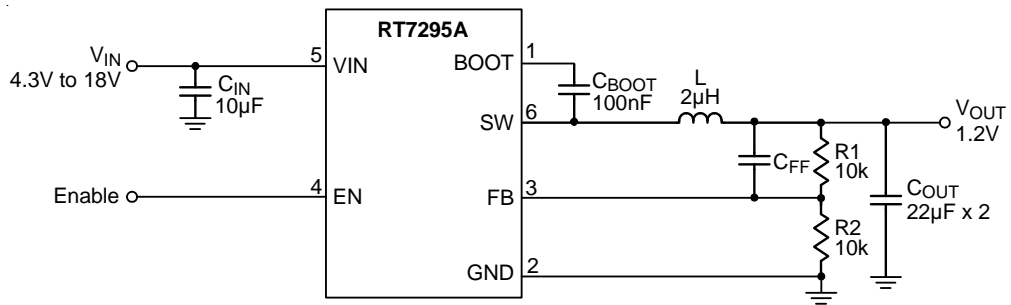 RT7295A
VIN
4.3V to 18V
CIN
10µF
5
VIN
BOOT
1
CBOOT
100nF
L
2µH
SW
6
VOUT
1.2V
CFF
R1
10k
Enable
4
EN
FB
3
COUT
22µF x 2
R2
10k
GND
2